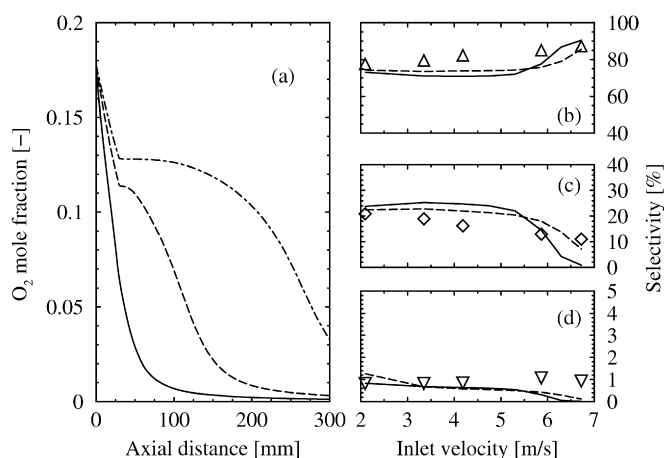 0.2
0.15
0.1
0.05
0
O2 mole fraction [−]
(a)
0 100 200 300
Axial distance [mm]
100
80
60
40
(b)
40
30
20
10
0
(c)
5
4
3
2
1
0
(d)
Selectivity [%]
2 3 4 5 6 7
Inlet velocity [m/s]